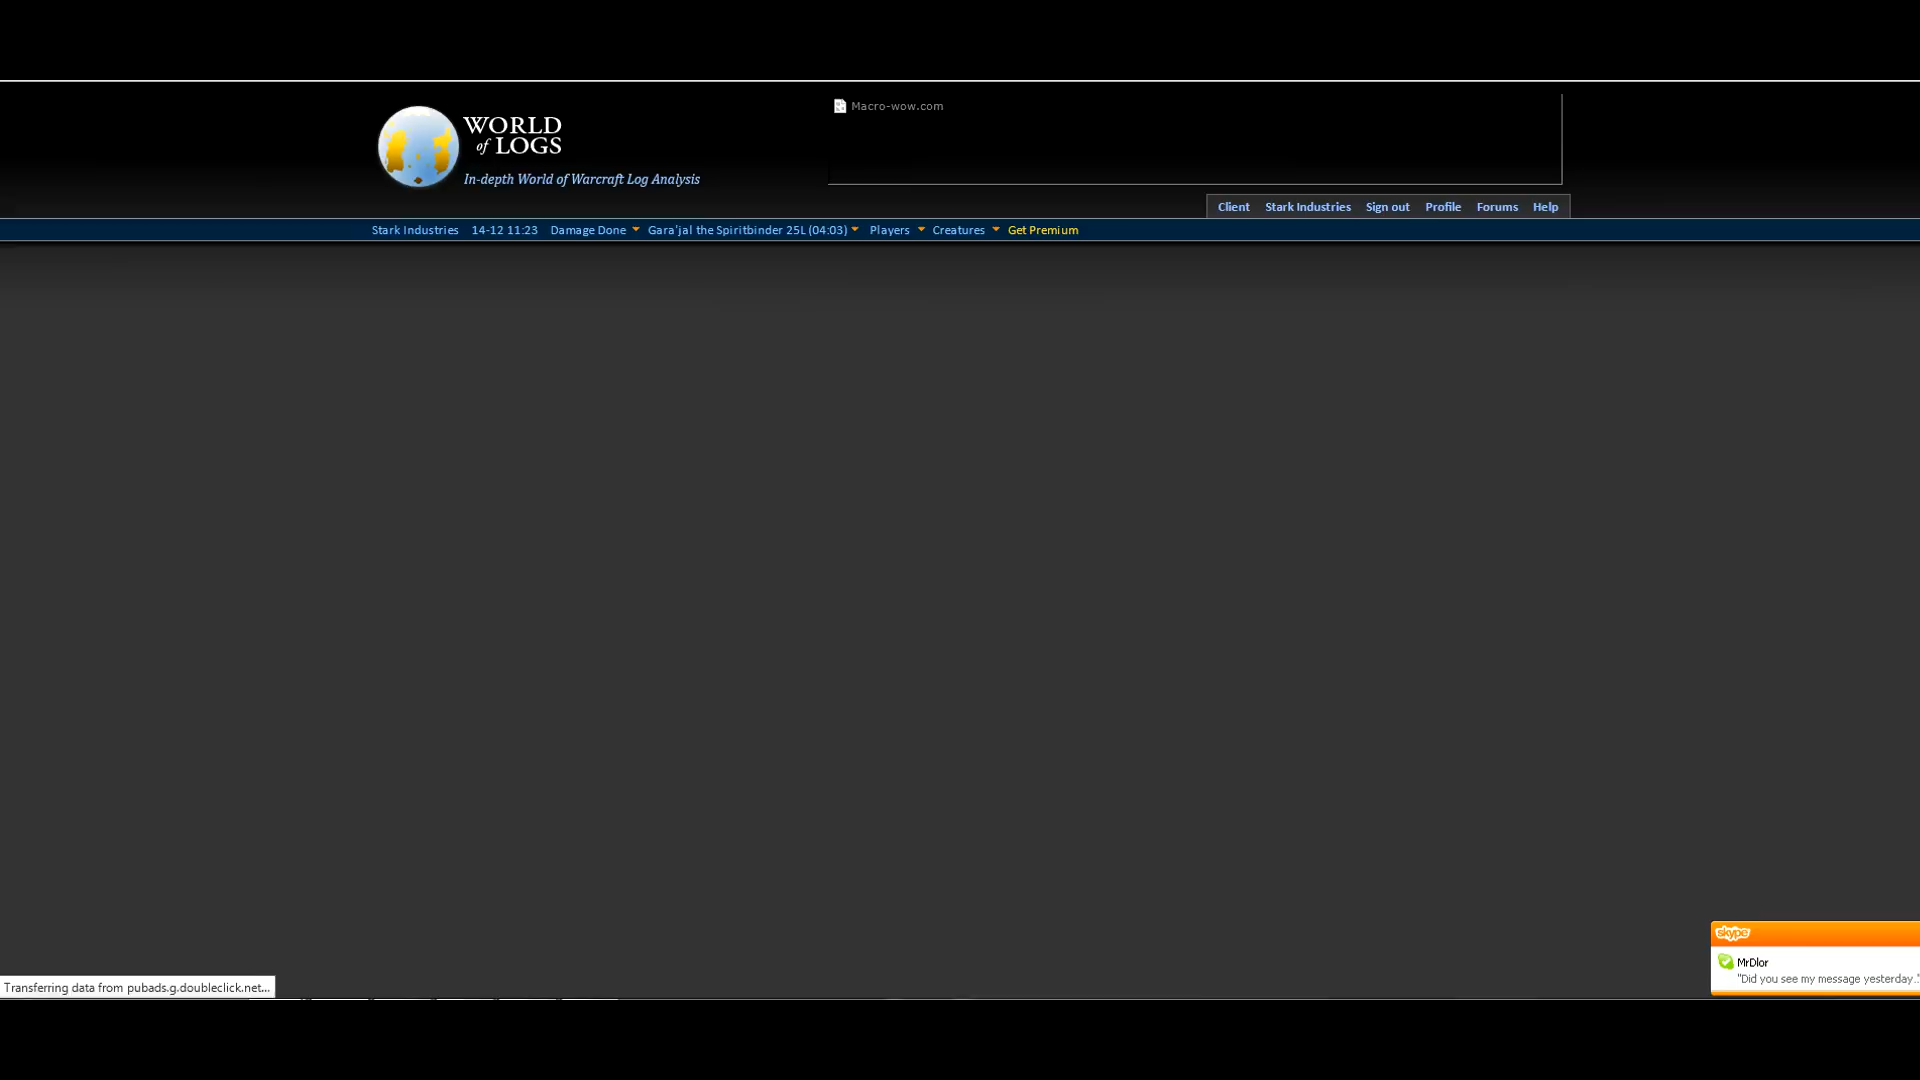 Macro-wow.com
WORLD
of LOGS
In-depth World of Warcraft Log Analysis
Client Stark Industries Sign out Profile Forums Help
Stark Industries 14-12 11:23 Damage Done Gara'jal the Spiritbinder 25L (04:03) Players Creatures Get Premium
skype
MrDlor
"Did you see my message yesterday..."
Transferring data from pubads.g.doubleclick.net...